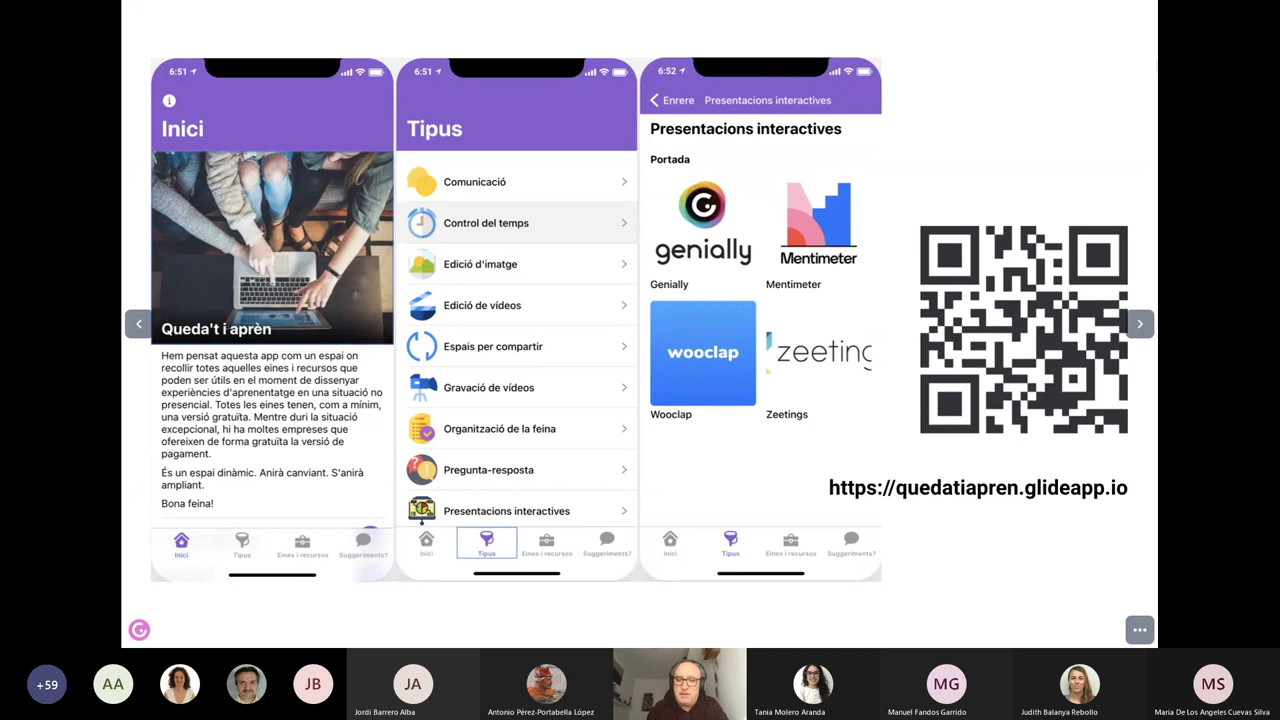 6:51
Inici
Queda't i aprèn
Hem pensat aquesta app com un espai on
recollir totes aquelles eines i recursos que
poden ser útils en el moment de dissenyar
experiències d'aprenentatge en una situació no
presencial. Totes les eines tenen, com a mínim,
una versió gratuïta. Mentre duri la situació
excepcional, hi ha moltes empreses que
ofereixen de forma gratuïta la versió de
pagament.
És un espai dinàmic. Anirà canviant. S'anirà
ampliant.
Bona feina!
Inici
Tipus
Eines i recursos
Suggeriments?
6:51
Tipus
Comunicació
Control del temps
Edició d'imatge
Edició de vídeos
Espais per compartir
Gravació de vídeos
Organització de la feina
Pregunta-resposta
Presentacions interactives
Inici
Tipus
Eines i recursos
Suggeriments?
6:52
Enrere
Presentacions interactives
Presentacions interactives
Portada
genially
Mentimeter
Genially
Mentimeter
wooclap
zeeting
Wooclap
Zeetings
Inici
Tipus
Eines i recursos
Suggeriments?
https://quedatiapren.glideapp.io
+59
AA
JB
JA
Jordi Barrero Alba
Antonio Pérez-Portabella López
Tania Molero Aranda
MG
Manuel Fandos Garrido
Judith Balanya Rebollo
MS
Maria De Los Angeles Cuevas Silva